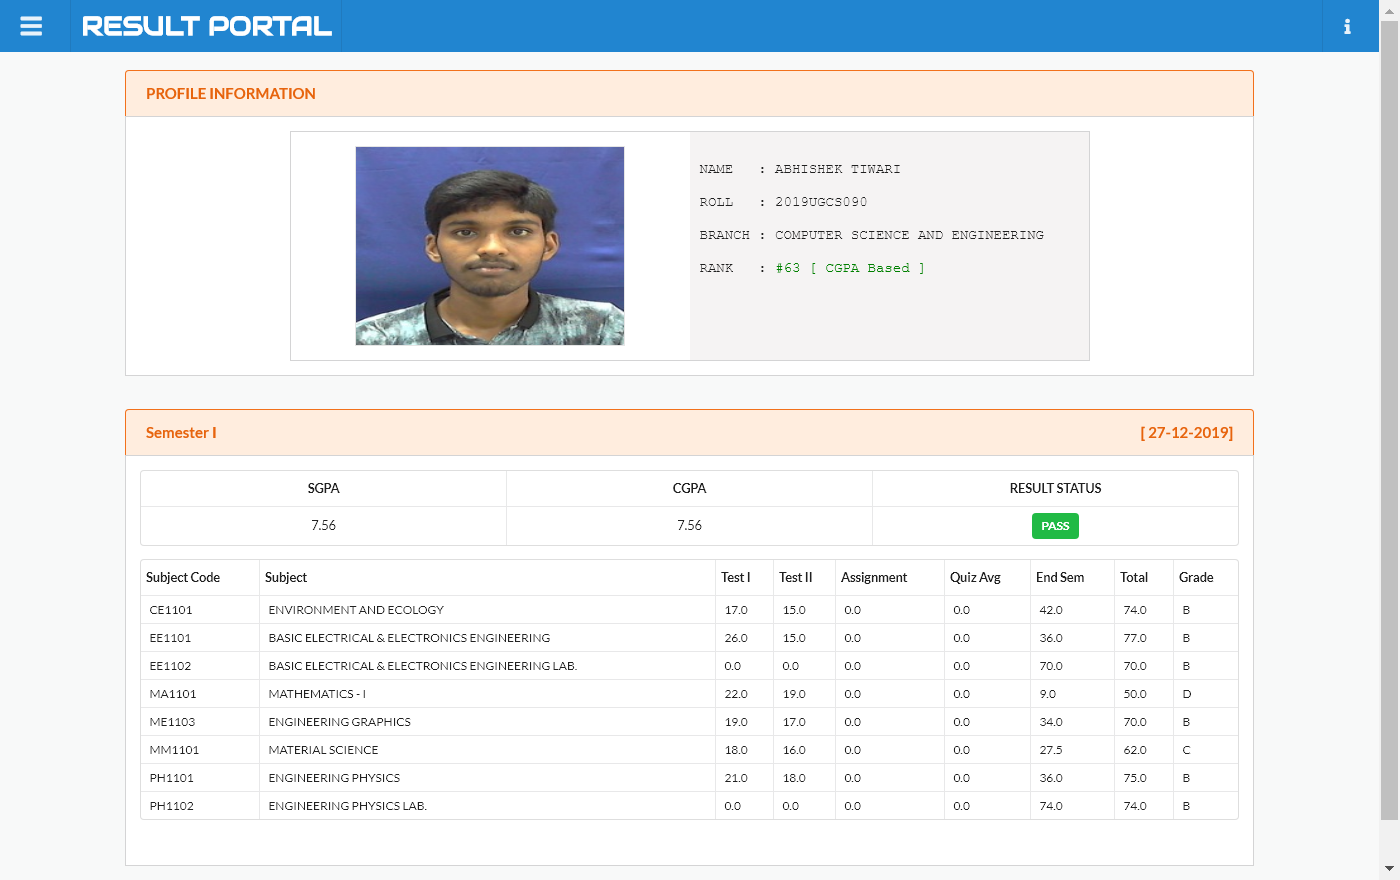 RESULT PORTAL
PROFILE INFORMATION
NAME : ABHISHEK TIWARI
ROLL : 2019UGCS090
BRANCH : COMPUTER SCIENCE AND ENGINEERING
RANK : #63 [ CGPA Based ]
Semester I [ 27-12-2019]
SGPA CGPA RESULT STATUS
7.56 7.56 PASS
Subject Code Subject Test I Test II Assignment Quiz Avg End Sem Total Grade
CE1101 ENVIRONMENT AND ECOLOGY 17.0 15.0 0.0 0.0 42.0 74.0 B
EE1101 BASIC ELECTRICAL & ELECTRONICS ENGINEERING 26.0 15.0 0.0 0.0 36.0 77.0 B
EE1102 BASIC ELECTRICAL & ELECTRONICS ENGINEERING LAB. 0.0 0.0 0.0 0.0 70.0 70.0 B
MA1101 MATHEMATICS - I 22.0 19.0 0.0 0.0 9.0 50.0 D
ME1103 ENGINEERING GRAPHICS 19.0 17.0 0.0 0.0 34.0 70.0 B
MM1101 MATERIAL SCIENCE 18.0 16.0 0.0 0.0 27.5 62.0 C
PH1101 ENGINEERING PHYSICS 21.0 18.0 0.0 0.0 36.0 75.0 B
PH1102 ENGINEERING PHYSICS LAB. 0.0 0.0 0.0 0.0 74.0 74.0 B